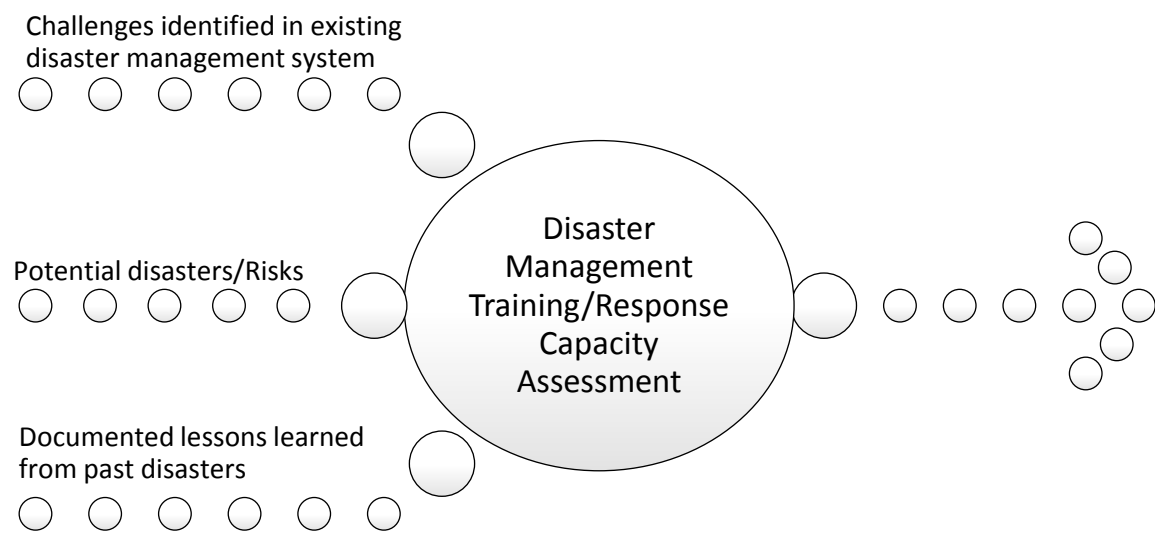 Challenges identified in existing
disaster management system
Potential disasters/Risks
Disaster
Management
Training/Response
Capacity
Assessment
Documented lessons learned
from past disasters